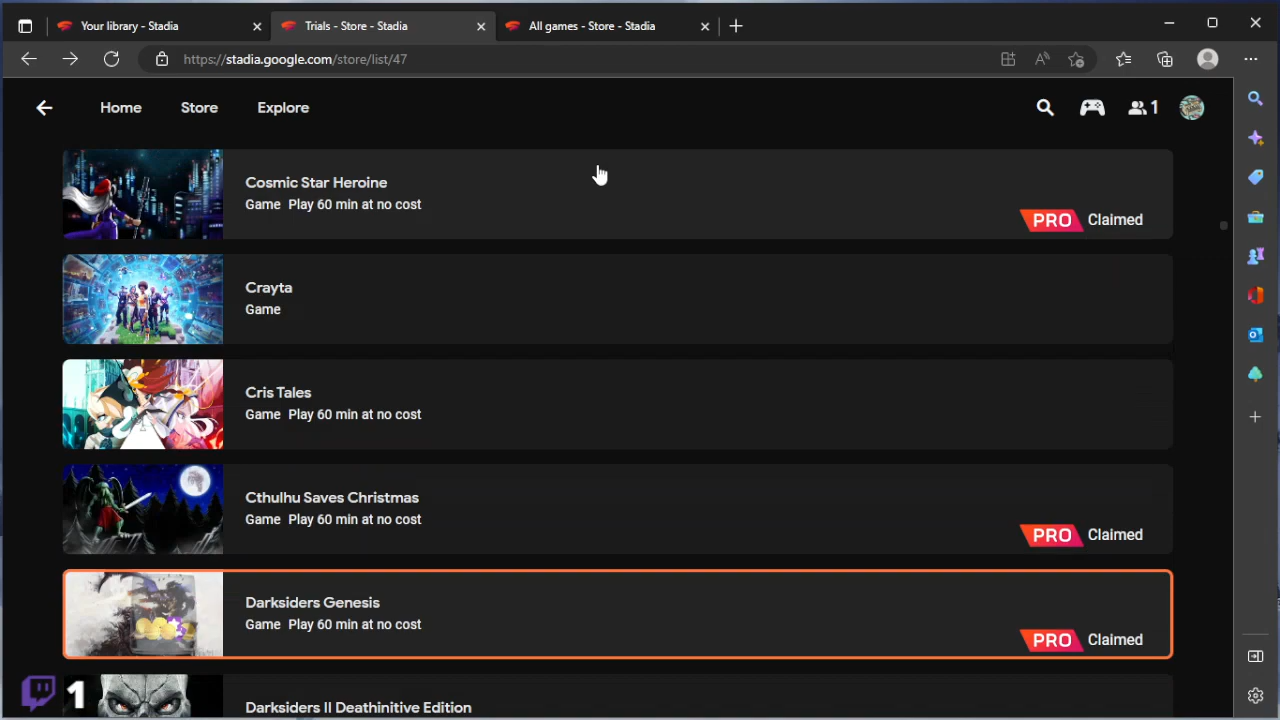 Your library - Stadia
Trials - Store - Stadia
All games - Store - Stadia
https://stadia.google.com/store/list/47
Home
Store
Explore
1
Cosmic Star Heroine
Game Play 60 min at no cost
PRO Claimed
Crayta
Game
Cris Tales
Game Play 60 min at no cost
Cthulhu Saves Christmas
Game Play 60 min at no cost
PRO Claimed
Darksiders Genesis
Game Play 60 min at no cost
PRO Claimed
1
Darksiders II Deathinitive Edition